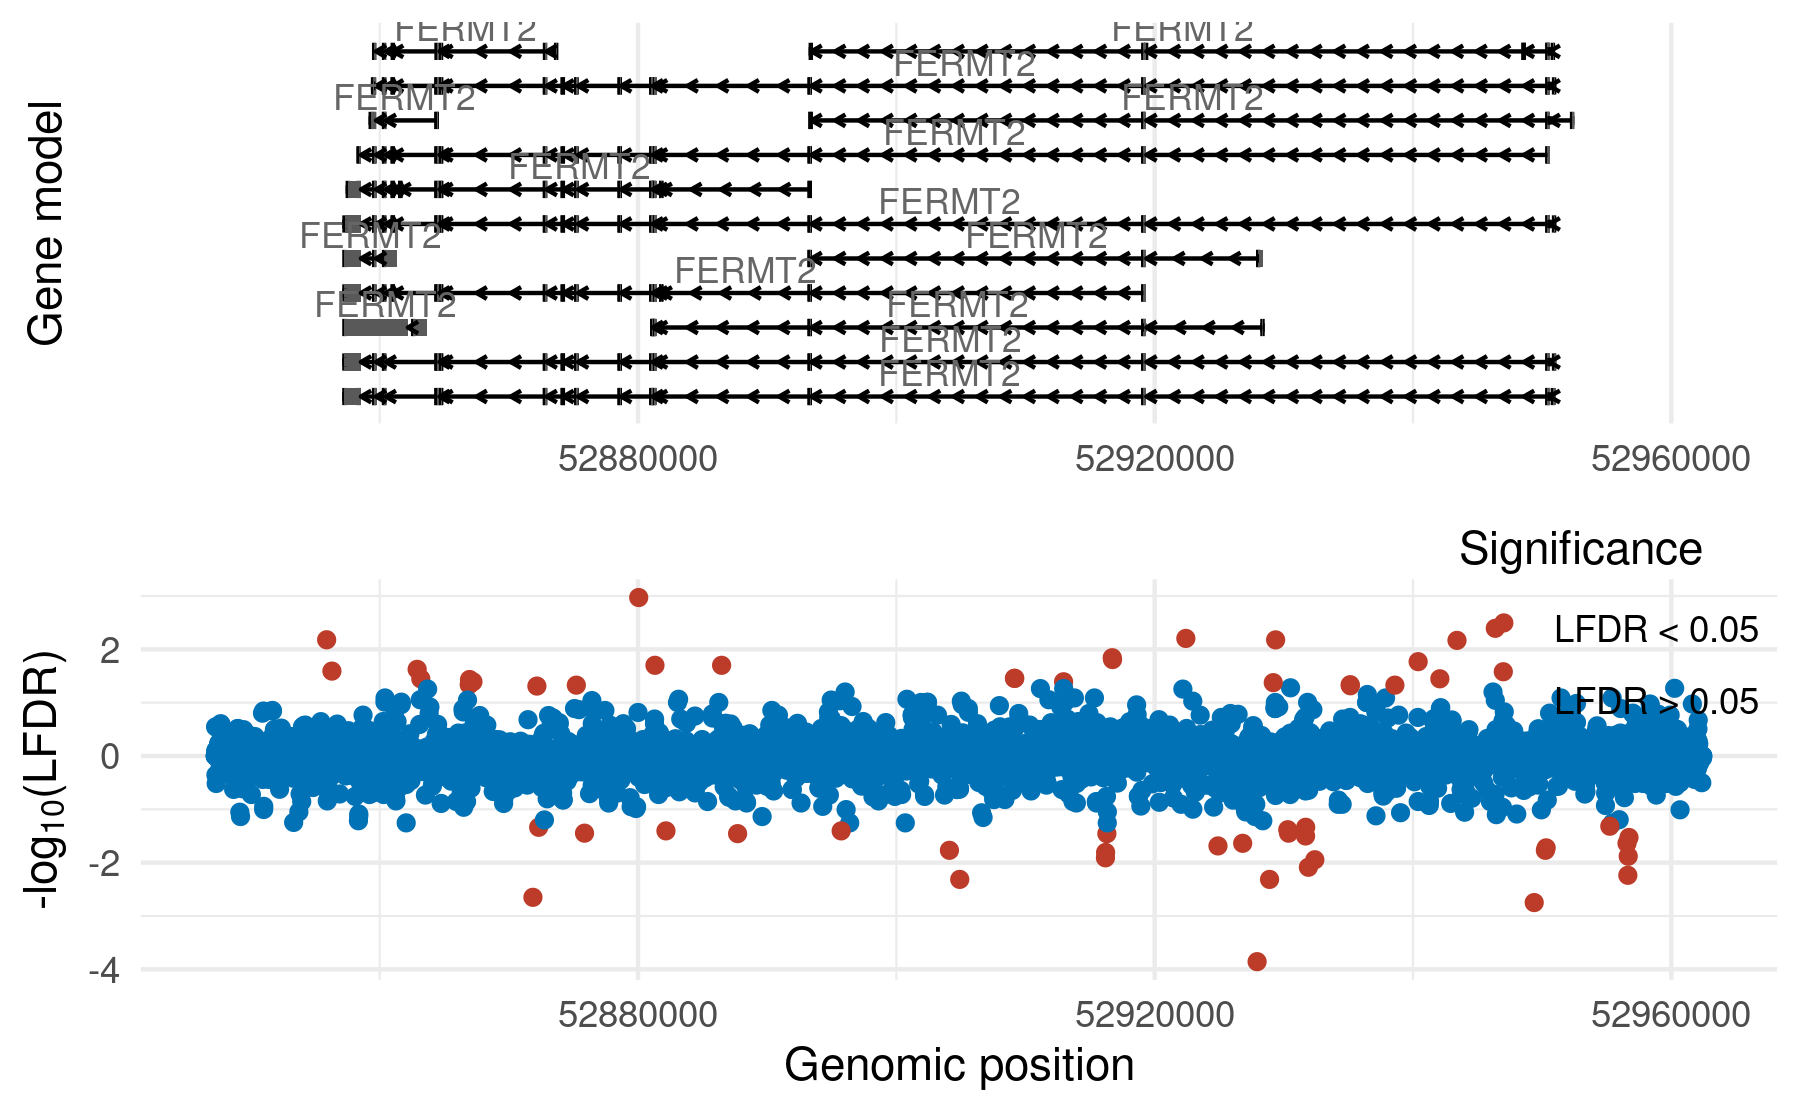 FERMT2 FERMT2
FERMT2
FERMT2 FERMT2
FERMT2
FERMT2
FERMT2
FERMT2 FERMT2
FERMT2
FERMT2 FERMT2
FERMT2
FERMT2
Gene model
52880000 52920000 52960000
Significance
LFDR < 0.05
LFDR > 0.05
2
0
-2
-4
-log10(LFDR)
52880000 52920000 52960000
Genomic position